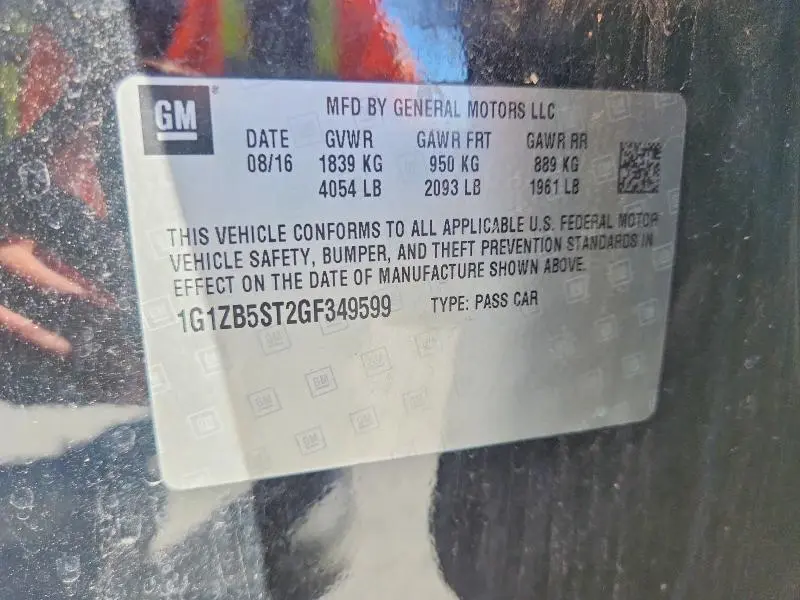 GM®
MFD BY GENERAL MOTORS LLC
DATE GVWR GAWR FRT GAWR RR
08/16 1839 KG 950 KG 889 KG
4054 LB 2093 LB 1961 LB
THIS VEHICLE CONFORMS TO ALL APPLICABLE U.S. FEDERAL MOTOR
VEHICLE SAFETY, BUMPER, AND THEFT PREVENTION STANDARDS IN
EFFECT ON THE DATE OF MANUFACTURE SHOWN ABOVE.
1G1ZB5ST2GF349599 TYPE: PASS CAR